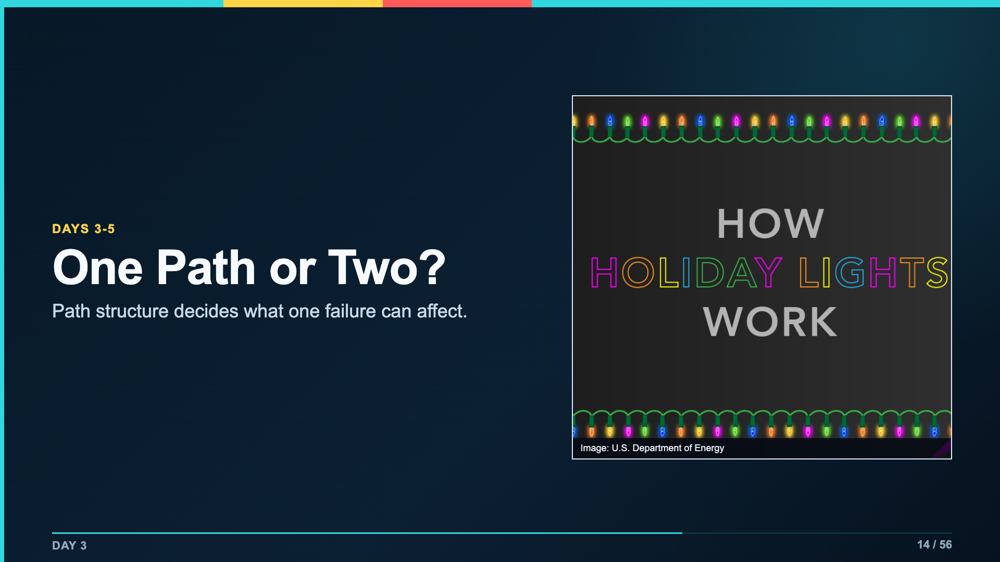 DAYS 3-5
One Path or Two?
Path structure decides what one failure can affect.
HOW
HOLIDAY LIGHTS
WORK
Image: U.S. Department of Energy
DAY 3
14 / 56